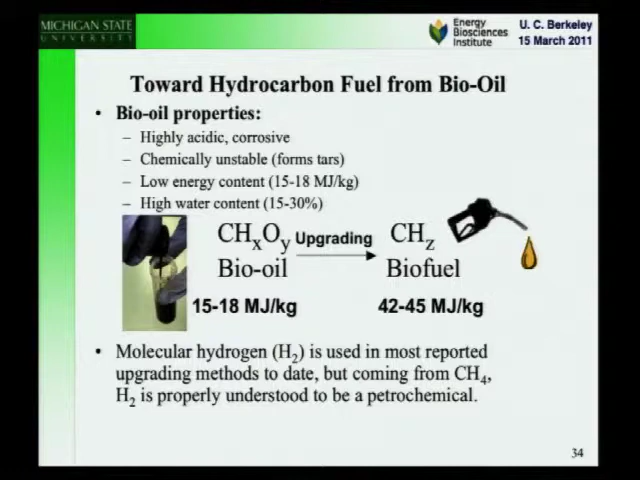 MICHIGAN STATE
UNIVERSITY
Energy
Biosciences
Institute
U. C. Berkeley
15 March 2011
Toward Hydrocarbon Fuel from Bio-Oil
• Bio-oil properties:
– Highly acidic, corrosive
– Chemically unstable (forms tars)
– Low energy content (15-18 MJ/kg)
– High water content (15-30%)
CHxOy Upgrading CHz
Bio-oil Biofuel
15-18 MJ/kg 42-45 MJ/kg
• Molecular hydrogen (H2) is used in most reported
upgrading methods to date, but coming from CH4,
H2 is properly understood to be a petrochemical.
34